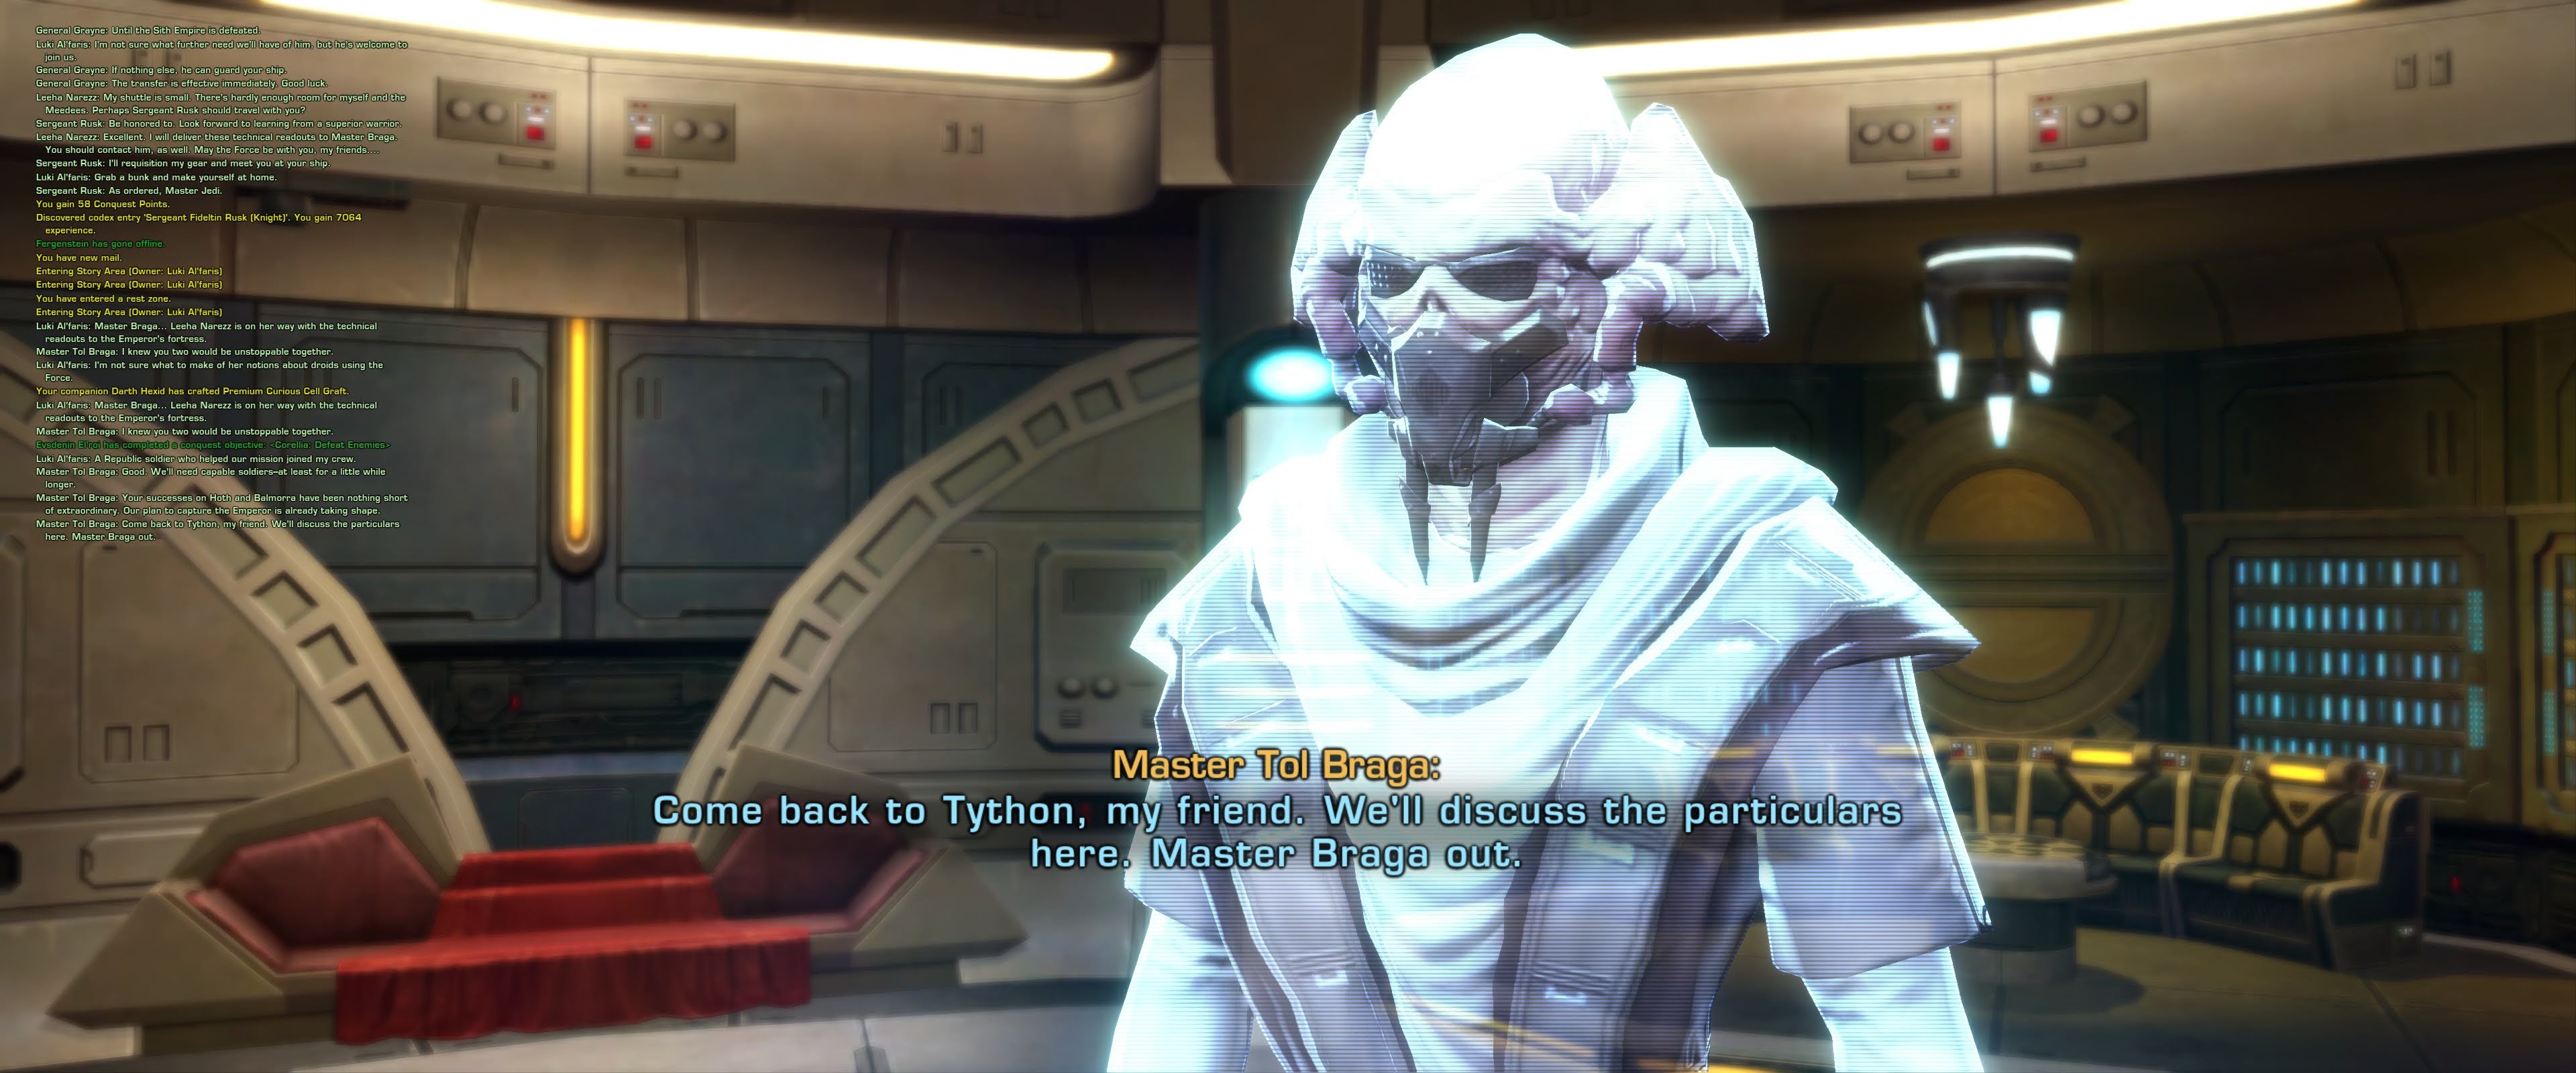 General Grayne: Until the Sith Empire is defeated.
Luki Al'faris: I'm not sure what further need we'll have of him, but he's welcome to
join us.
General Grayne: If nothing else, he can guard your ship.
General Grayne: The transfer is effective immediately. Good luck.
Leeha Narezz: My shuttle is small. There's hardly enough room for myself and the
Meedees. Perhaps Sergeant Rusk should travel with you?
Sergeant Rusk: Be honored to. Look forward to learning from a superior warrior.
Leeha Narezz: Excellent. I will deliver these technical readouts to Master Braga.
You should contact him, as well. May the Force be with you, my friends....
Sergeant Rusk: I'll requisition my gear and meet you at your ship.
Luki Al'faris: Grab a bunk and make yourself at home.
Sergeant Rusk: As ordered, Master Jedi.
You gain 58 Conquest Points.
Discovered codex entry 'Sergeant Fideltin Rusk (Knight)'. You gain 7064
experience.
Fergenstein has gone offline.
You have new mail.
Entering Story Area (Owner: Luki Al'faris)
Entering Story Area (Owner: Luki Al'faris)
You have entered a rest zone.
Entering Story Area (Owner: Luki Al'faris)
Luki Al'faris: Master Braga... Leeha Narezz is on her way with the technical
readouts to the Emperor's fortress.
Master Tol Braga: I knew you two would be unstoppable together.
Luki Al'faris: I'm not sure what to make of her notions about droids using the
Force.
Your companion Darth Hexid has crafted Premium Curious Cell Graft.
Luki Al'faris: Master Braga... Leeha Narezz is on her way with the technical
readouts to the Emperor's fortress.
Master Tol Braga: I knew you two would be unstoppable together.
Evsdenin El'roi has completed a conquest objective: <Corellia: Defeat Enemies>
Luki Al'faris: A Republic soldier who helped our mission joined my crew.
Master Tol Braga: Good. We'll need capable soldiers—at least for a little while
longer.
Master Tol Braga: Your successes on Hoth and Balmorra have been nothing short
of extraordinary. Our plan to capture the Emperor is already taking shape.
Master Tol Braga: Come back to Tython, my friend. We'll discuss the particulars
here. Master Braga out.
Master Tol Braga:
Come back to Tython, my friend. We'll discuss the particulars
here. Master Braga out.